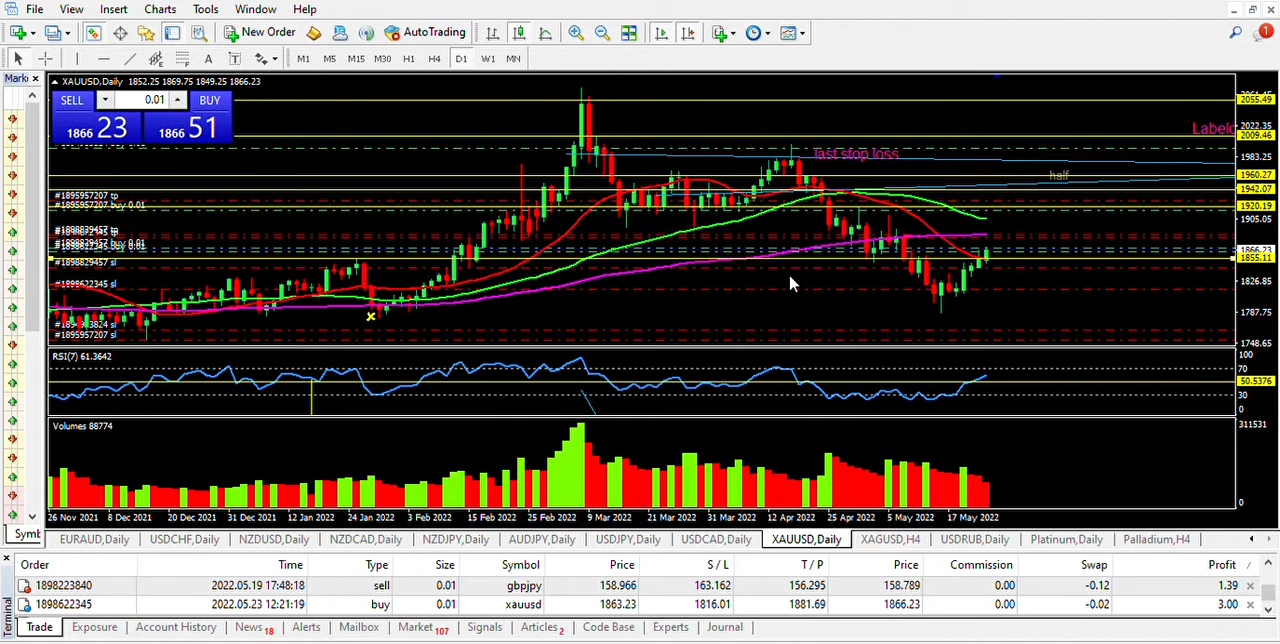 File View Insert Charts Tools Window Help
New Order AutoTrading 1
A T M1 M5 M15 M30 H1 H4 D1 W1 MN
XAUUSD,Daily 1852.25 1869.75 1849.25 1866.23
SELL 0.01 BUY
1866 23 1866 51
2055.49
2022.35
2009.46
Labelc
last stop loss
1983.25
half
1960.27
1942.07
#1895957207 tp
#1895957207 buy 0.01
1920.19
1905.05
1866.23
1855.11
#1898829457 sl
#1898622345 sl
1826.85
1787.75
#1895957207 sl
1748.65
RSI(7) 61.3642
100
70
50.5376
30
0
Volumes 88774
311531
0
26 Nov 2021 8 Dec 2021 20 Dec 2021 31 Dec 2021 12 Jan 2022 24 Jan 2022 3 Feb 2022 15 Feb 2022 25 Feb 2022 9 Mar 2022 21 Mar 2022 31 Mar 2022 12 Apr 2022 25 Apr 2022 5 May 2022 17 May 2022
Symb EURAUD,Daily USDCHF,Daily NZDUSD,Daily NZDCAD,Daily NZDJPY,Daily AUDJPY,Daily USDJPY,Daily USDCAD,Daily XAUUSD,Daily XAGUSD,H4 USDRUB,Daily Platinum,Daily Palladium,H4
Order Time Type Size Symbol Price S / L T / P Price Commission Swap Profit
1898223840 2022.05.19 17:48:18 sell 0.01 gbpjpy 158.966 163.162 156.295 158.789 0.00 -0.12 1.39
1898622345 2022.05.23 12:21:19 buy 0.01 xauusd 1863.23 1816.01 1881.69 1866.23 0.00 -0.02 3.00
Terminal
Trade Exposure Account History News 18 Alerts Mailbox Market 107 Signals Articles 2 Code Base Experts Journal